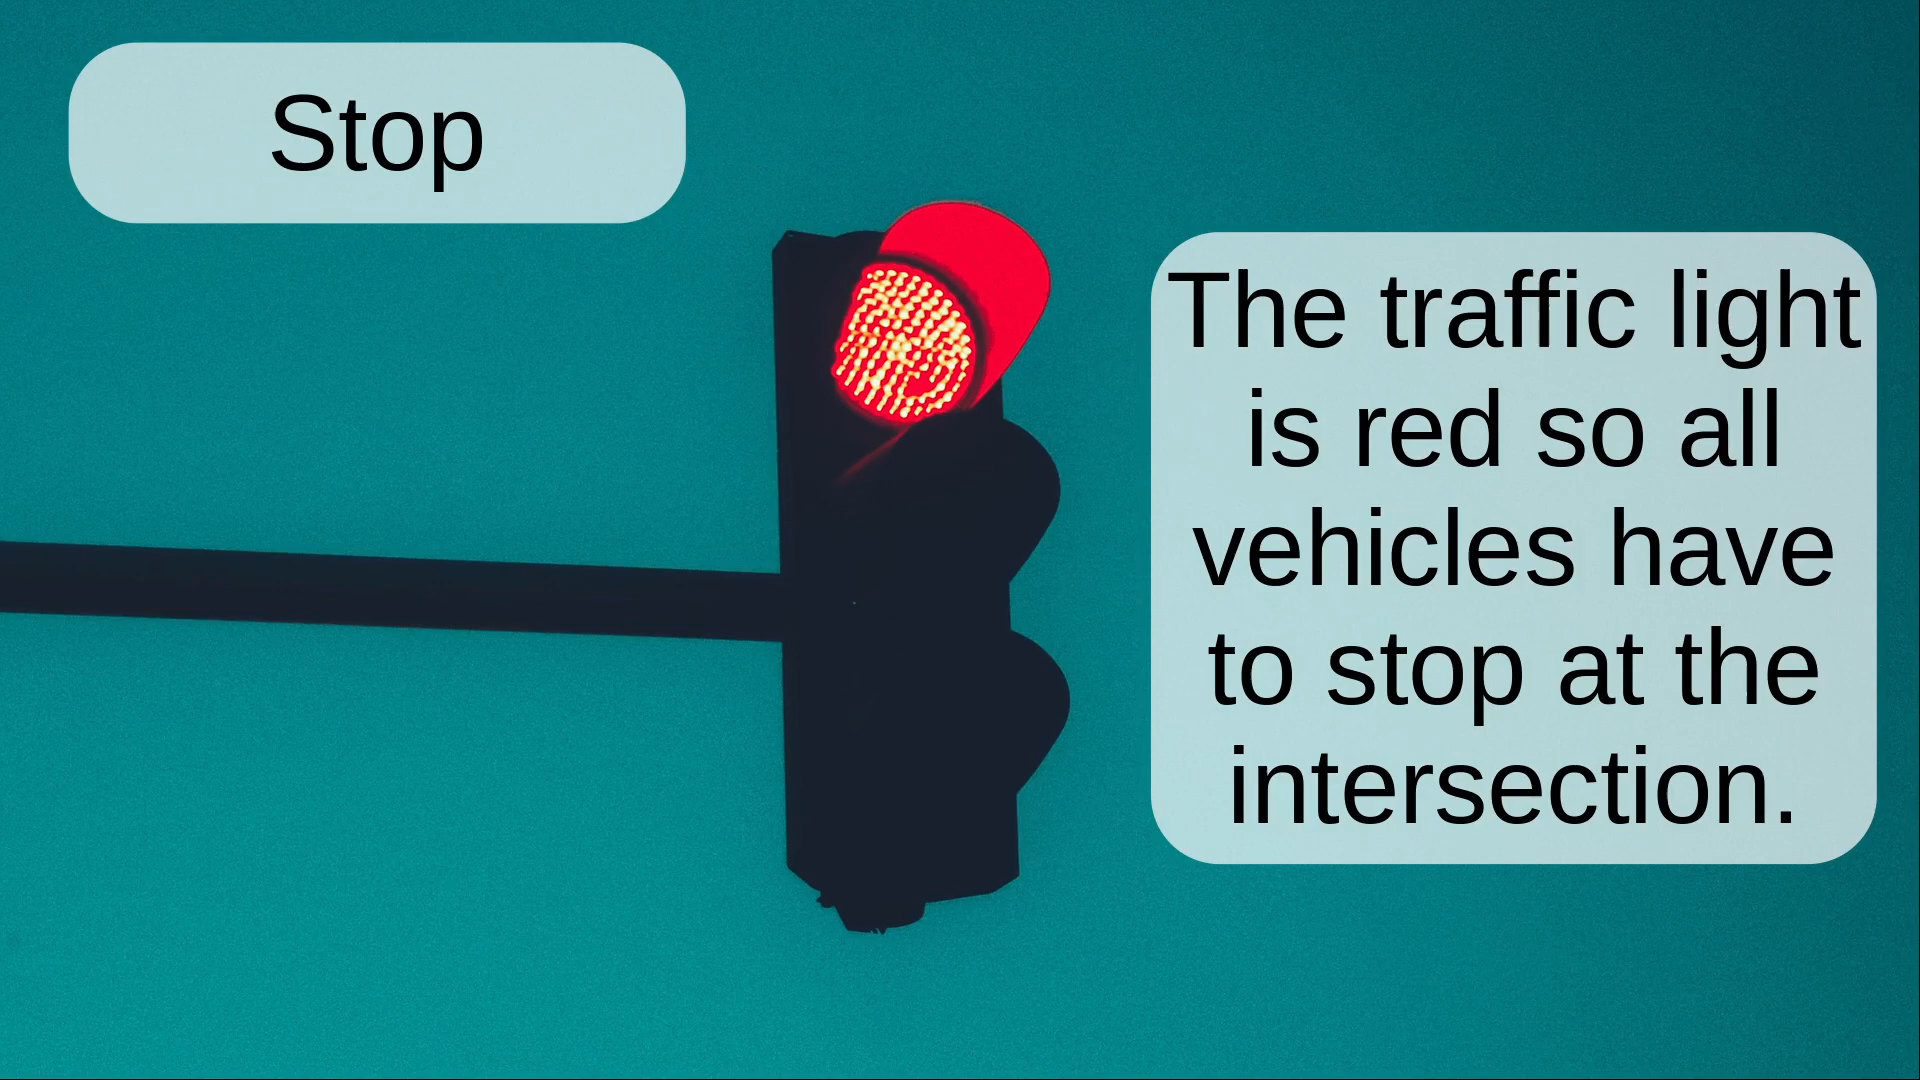 Stop
The traffic light
is red so all
vehicles have
to stop at the
intersection.